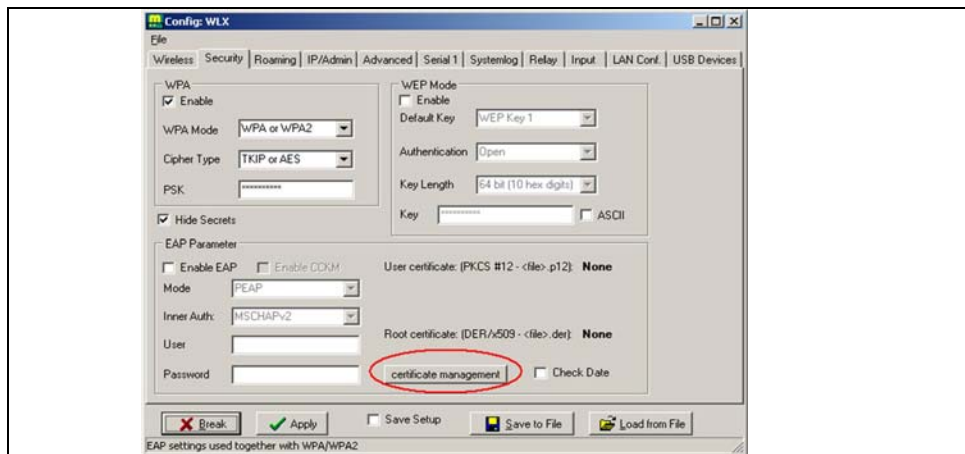 Config: WLX
File
Wireless Security Roaming IP/Admin Advanced Serial 1 Systemlog Relay Input LAN Conf. USB Devices
WPA
Enable
WPA Mode WPA or WPA2
Cipher Type TKIP or AES
PSK **********
Hide Secrets
WEP Mode
Enable
Default Key WEP Key 1
Authentication Open
Key Length 64 bit (10 hex digits)
Key ********** ASCII
EAP Parameter
Enable EAP Enable CCKM User certificate: (PKCS #12 - <file>.p12): None
Mode PEAP
Inner Auth: MSCHAPv2
Root certificate: (DER/x509 - <file>.der): None
User
Password certificate management Check Date
Break Apply Save Setup Save to File Load from File
EAP settings used together with WPA/WPA2